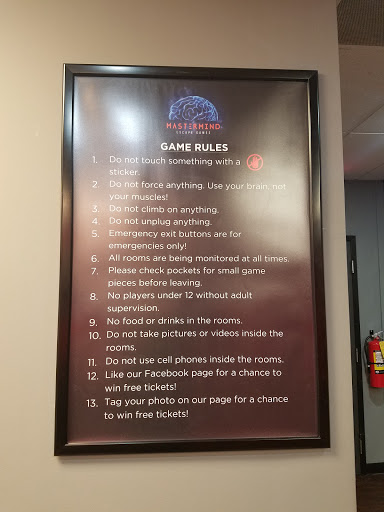 MASTERMIND
ESCAPE GAMES
GAME RULES
1. Do not touch something with a
sticker.
2. Do not force anything. Use your brain, not
your muscles!
3. Do not climb on anything.
4. Do not unplug anything.
5. Emergency exit buttons are for
emergencies only!
6. All rooms are being monitored at all times.
7. Please check pockets for small game
pieces before leaving.
8. No players under 12 without adult
supervision.
9. No food or drinks in the rooms.
10. Do not take pictures or videos inside the
rooms.
11. Do not use cell phones inside the rooms.
12. Like our Facebook page for a chance to
win free tickets!
13. Tag your photo on our page for a chance
to win free tickets!